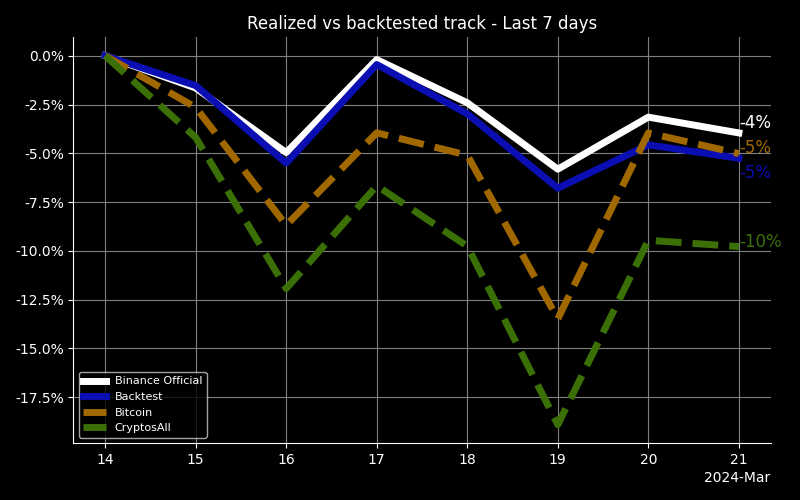 Realized vs backtested track - Last 7 days
0.0%
-2.5%
-5.0%
-7.5%
-10.0%
-12.5%
-15.0%
-17.5%
-4%
-5%
-5%
-10%
Binance Official
Backtest
Bitcoin
CryptosAll
14 15 16 17 18 19 20 21
2024-Mar